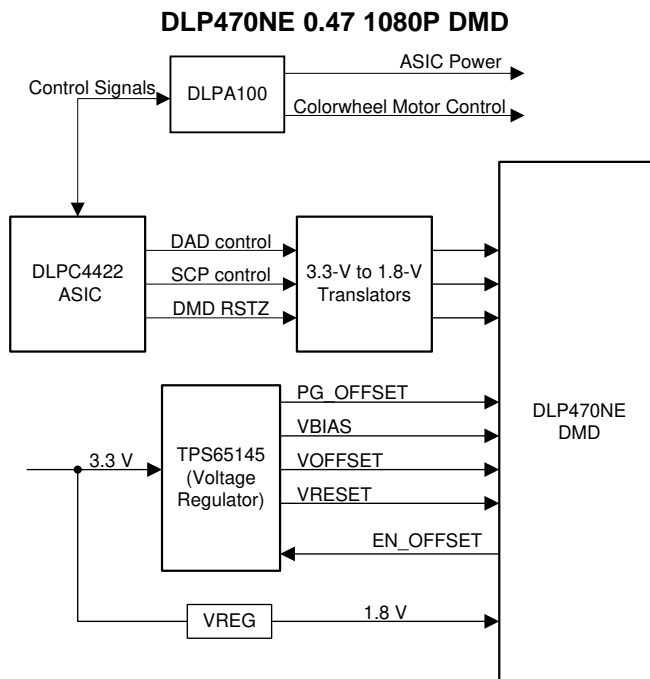 DLP470NE 0.47 1080P DMD
ASIC Power
Control Signals
DLPA100
Colorwheel Motor Control
DLPC4422
ASIC
DAD control
SCP control
DMD RSTZ
3.3-V to 1.8-V
Translators
DLP470NE
DMD
PG_OFFSET
VBIAS
VOFFSET
VRESET
EN_OFFSET
3.3 V
TPS65145
(Voltage
Regulator)
VREG
1.8 V